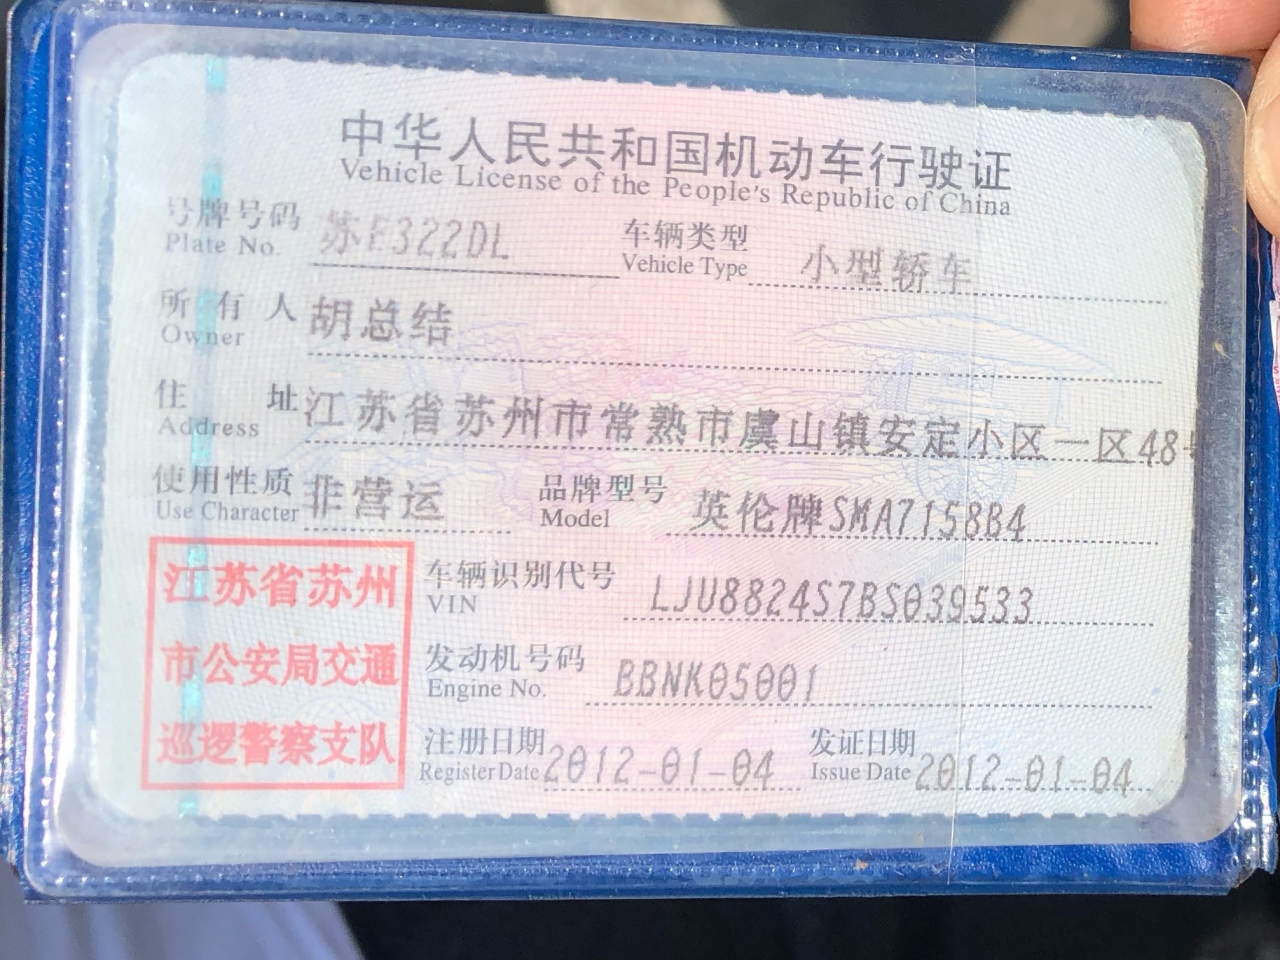 中华人民共和国机动车行驶证
Vehicle License of the People's Republic of China
号牌号码 苏E322DL 车辆类型 小型轿车
Plate No. Vehicle Type
所有人 胡总结
Owner
住址 江苏省苏州市常熟市虞山镇安定小区一区48
Address
使用性质 非营运 品牌型号 英伦牌SMA7158B4
Use Character Model
江苏省苏州
市公安局交通
巡逻警察支队
车辆识别代号 LJU8824S7BS039533
VIN
发动机号码 BBNK05001
Engine No.
注册日期 2012-01-04 发证日期 2012-01-04
Register Date Issue Date